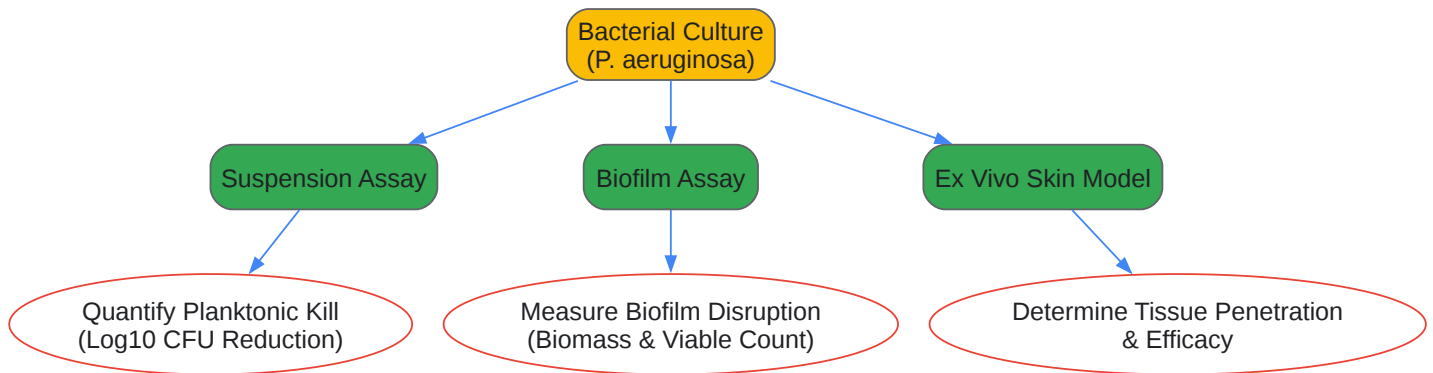 Bacterial Culture
(P. aeruginosa)
Suspension Assay
Biofilm Assay
Ex Vivo Skin Model
Quantify Planktonic Kill
(Log10 CFU Reduction)
Measure Biofilm Disruption
(Biomass & Viable Count)
Determine Tissue Penetration
& Efficacy